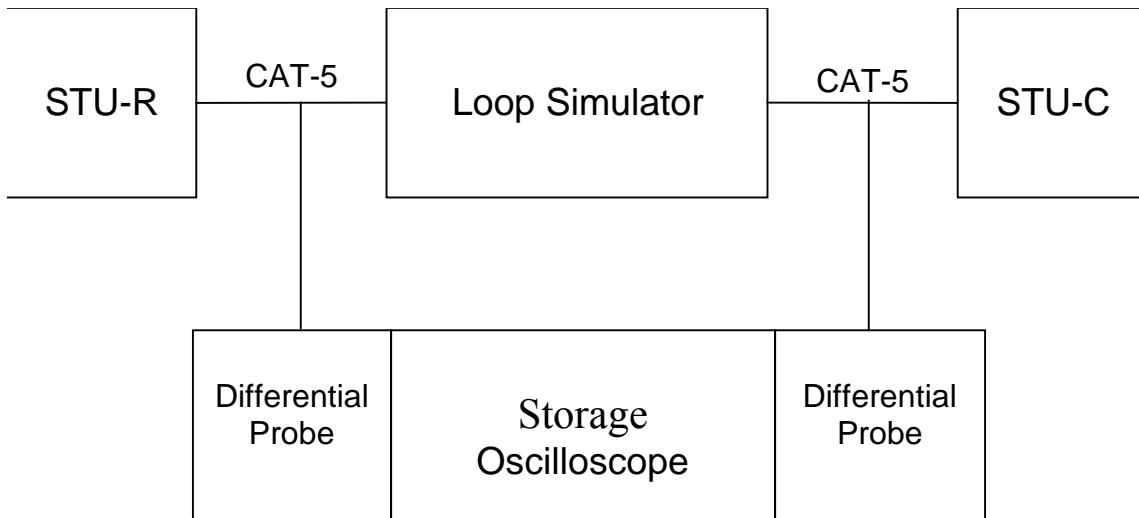 CAT-5
CAT-5
STU-R
Loop Simulator
STU-C
Differential
Probe
Storage
Oscilloscope
Differential
Probe